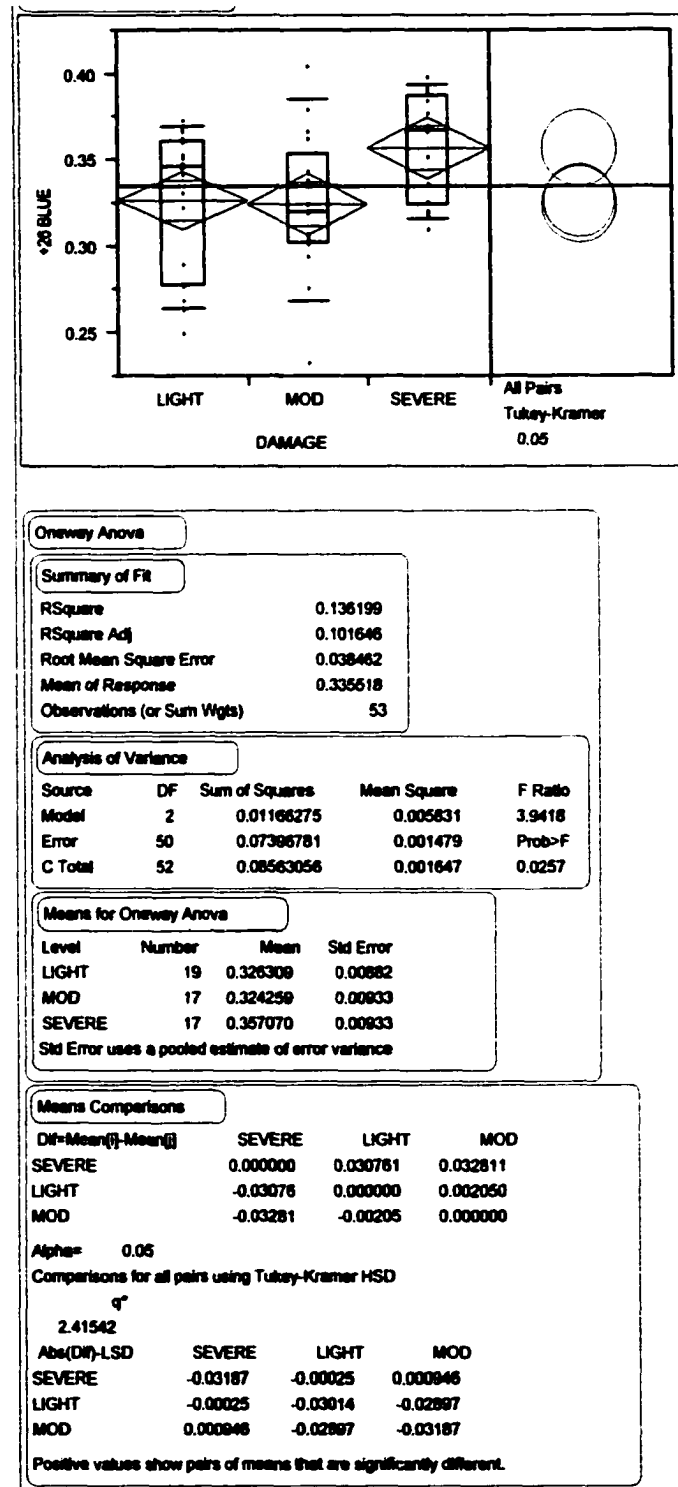 0.40
0.35
0.30
0.25
+26 BLUE
LIGHT MOD SEVERE
DAMAGE
All Pairs
Tukey-Kramer
0.05
Oneway Anova
Summary of Fit
RSquare 0.136199
RSquare Adj 0.101646
Root Mean Square Error 0.038462
Mean of Response 0.335518
Observations (or Sum Wgts) 53
Analysis of Variance
Source DF Sum of Squares Mean Square F Ratio
Model 2 0.01166275 0.005831 3.9418
Error 50 0.07396781 0.001479 Prob>F
C Total 52 0.08563056 0.001647 0.0257
Means for Oneway Anova
Level Number Mean Std Error
LIGHT 19 0.326309 0.00882
MOD 17 0.324259 0.00933
SEVERE 17 0.357070 0.00933
Std Error uses a pooled estimate of error variance
Means Comparisons
Dif=Mean[i]-Mean[j] SEVERE LIGHT MOD
SEVERE 0.000000 0.030761 0.032811
LIGHT -0.03076 0.000000 0.002050
MOD -0.03281 -0.00205 0.000000
Alpha= 0.05
Comparisons for all pairs using Tukey-Kramer HSD
q*
2.41542
Abs(Dif)-LSD SEVERE LIGHT MOD
SEVERE -0.03187 -0.00025 0.000946
LIGHT -0.00025 -0.03014 -0.02897
MOD 0.000946 -0.02897 -0.03187
Positive values show pairs of means that are significantly different.